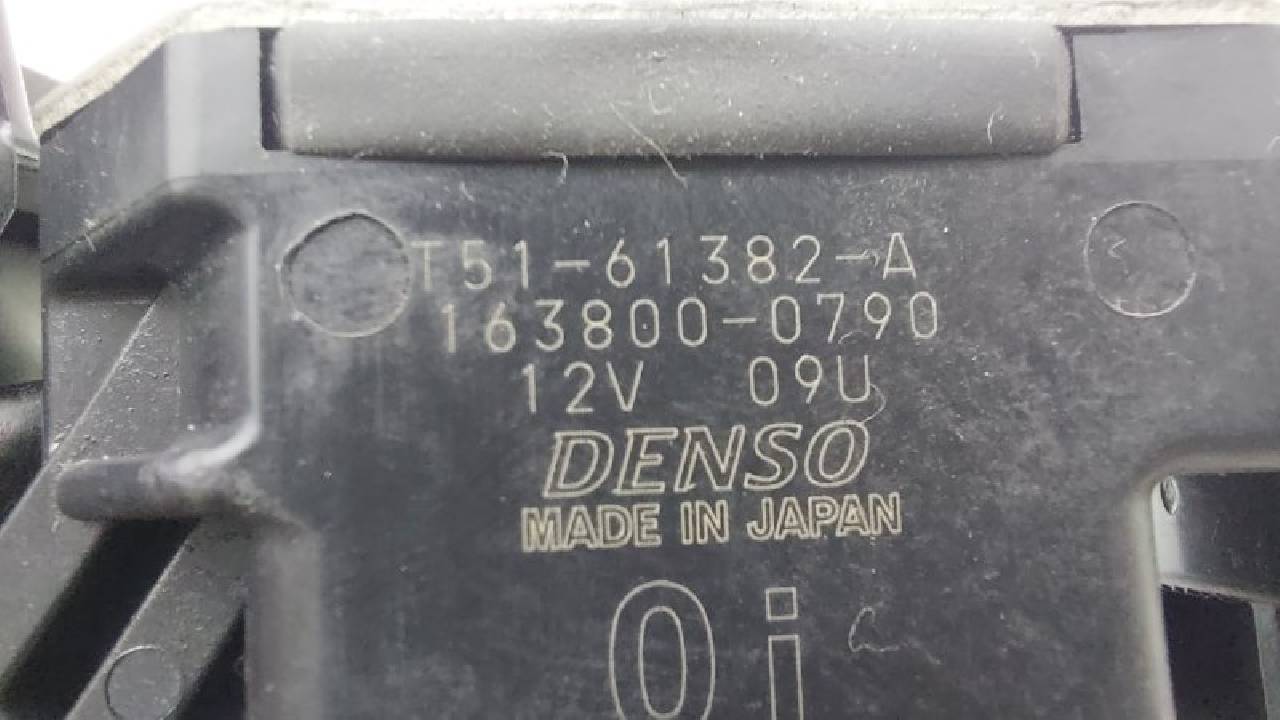 T51-61382-A
163800-0790
12V 09U
DENSO
MADE IN JAPAN
0i